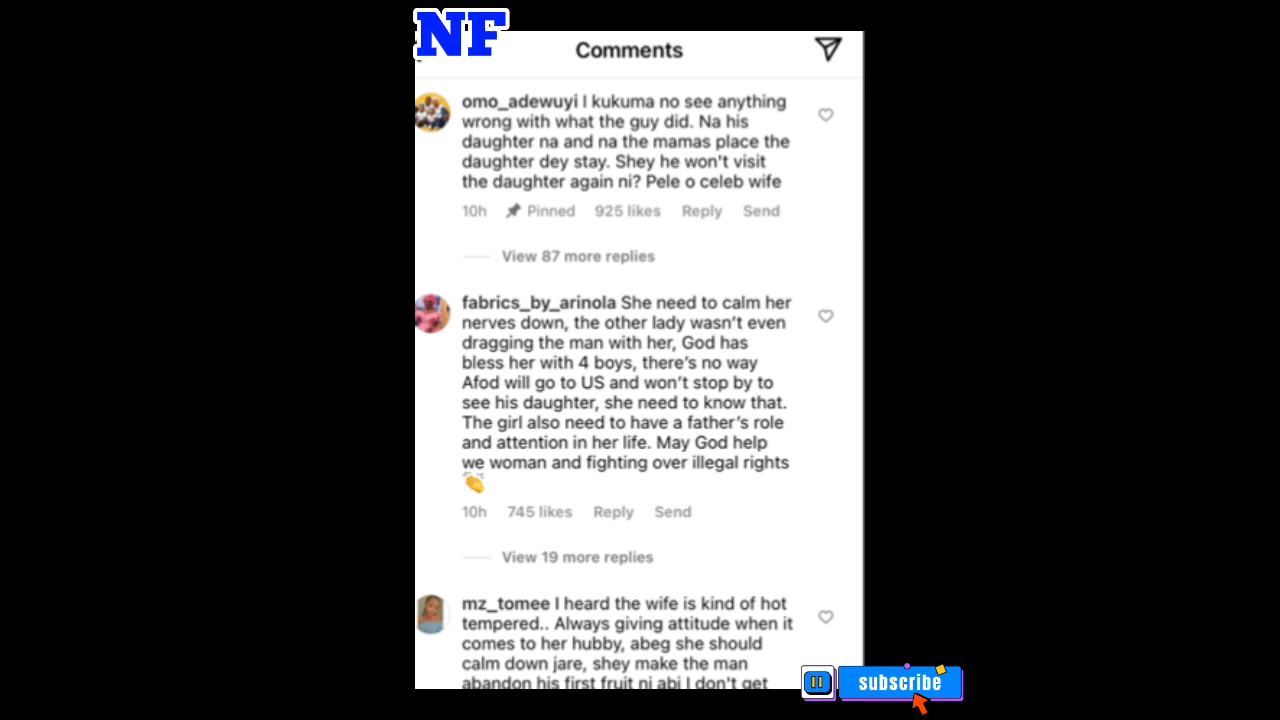 NF
Comments
omo_adewuyi I kukuma no see anything
wrong with what the guy did. Na his
daughter na and na the mamas place the
daughter dey stay. Shey he won't visit
the daughter again ni? Pele o celeb wife
10h Pinned 925 likes Reply Send
View 87 more replies
fabrics_by_arinola She need to calm her
nerves down, the other lady wasn't even
dragging the man with her, God has
bless her with 4 boys, there's no way
Afod will go to US and won't stop by to
see his daughter, she need to know that.
The girl also need to have a father's role
and attention in her life. May God help
we woman and fighting over illegal rights
👏
10h 745 likes Reply Send
View 19 more replies
mz_tomee I heard the wife is kind of hot
tempered.. Always giving attitude when it
comes to her hubby, abeg she should
calm down jare, shey make the man
abandon his first fruit ni abi I don't get
subscribe